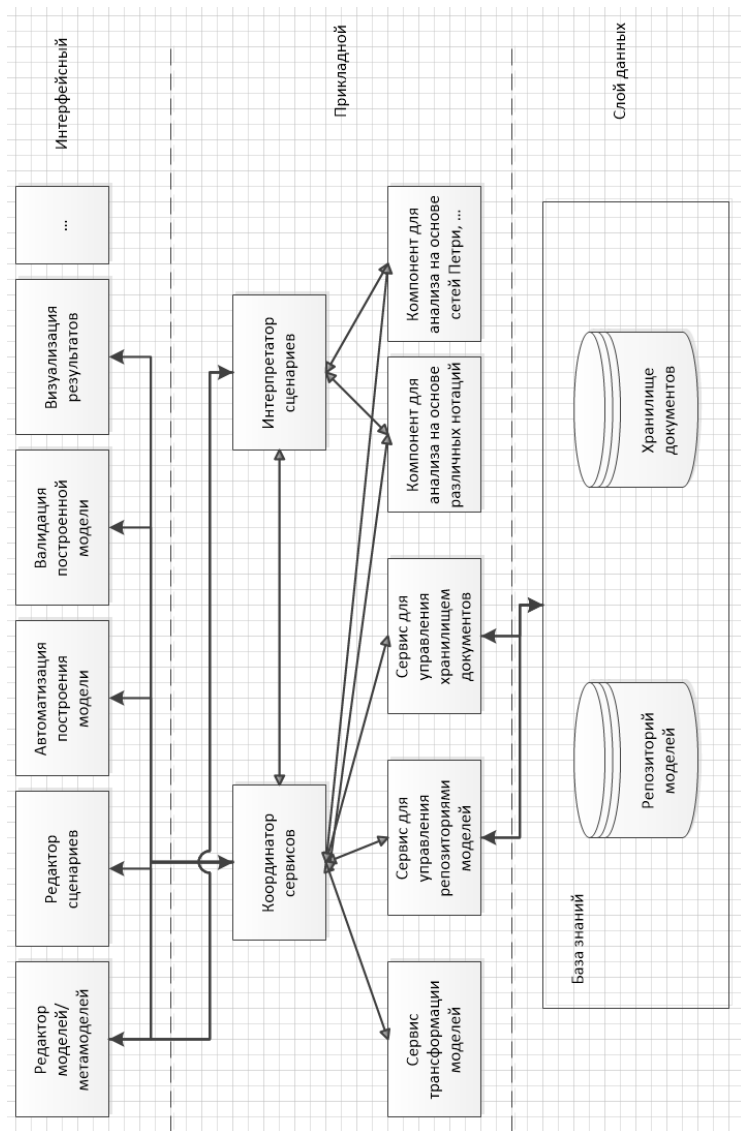 Интерфейсный
Редактор
моделей/
метамоделей
Редактор
сценариев
Автоматизация
построения
модели
Валидация
построенной
модели
Визуализация
результатов
...
Прикладной
Координатор
сервисов
Интерпретатор
сценариев
Сервис
трансформации
моделей
Сервис для
управления
репозиториями
моделей
Сервис для
управления
хранилищем
документов
Компонент для
анализа на основе
различных нотаций
Компонент для
анализа на основе
сетей Петри, ...
Слой данных
База знаний
Репозиторий
моделей
Хранилище
документов